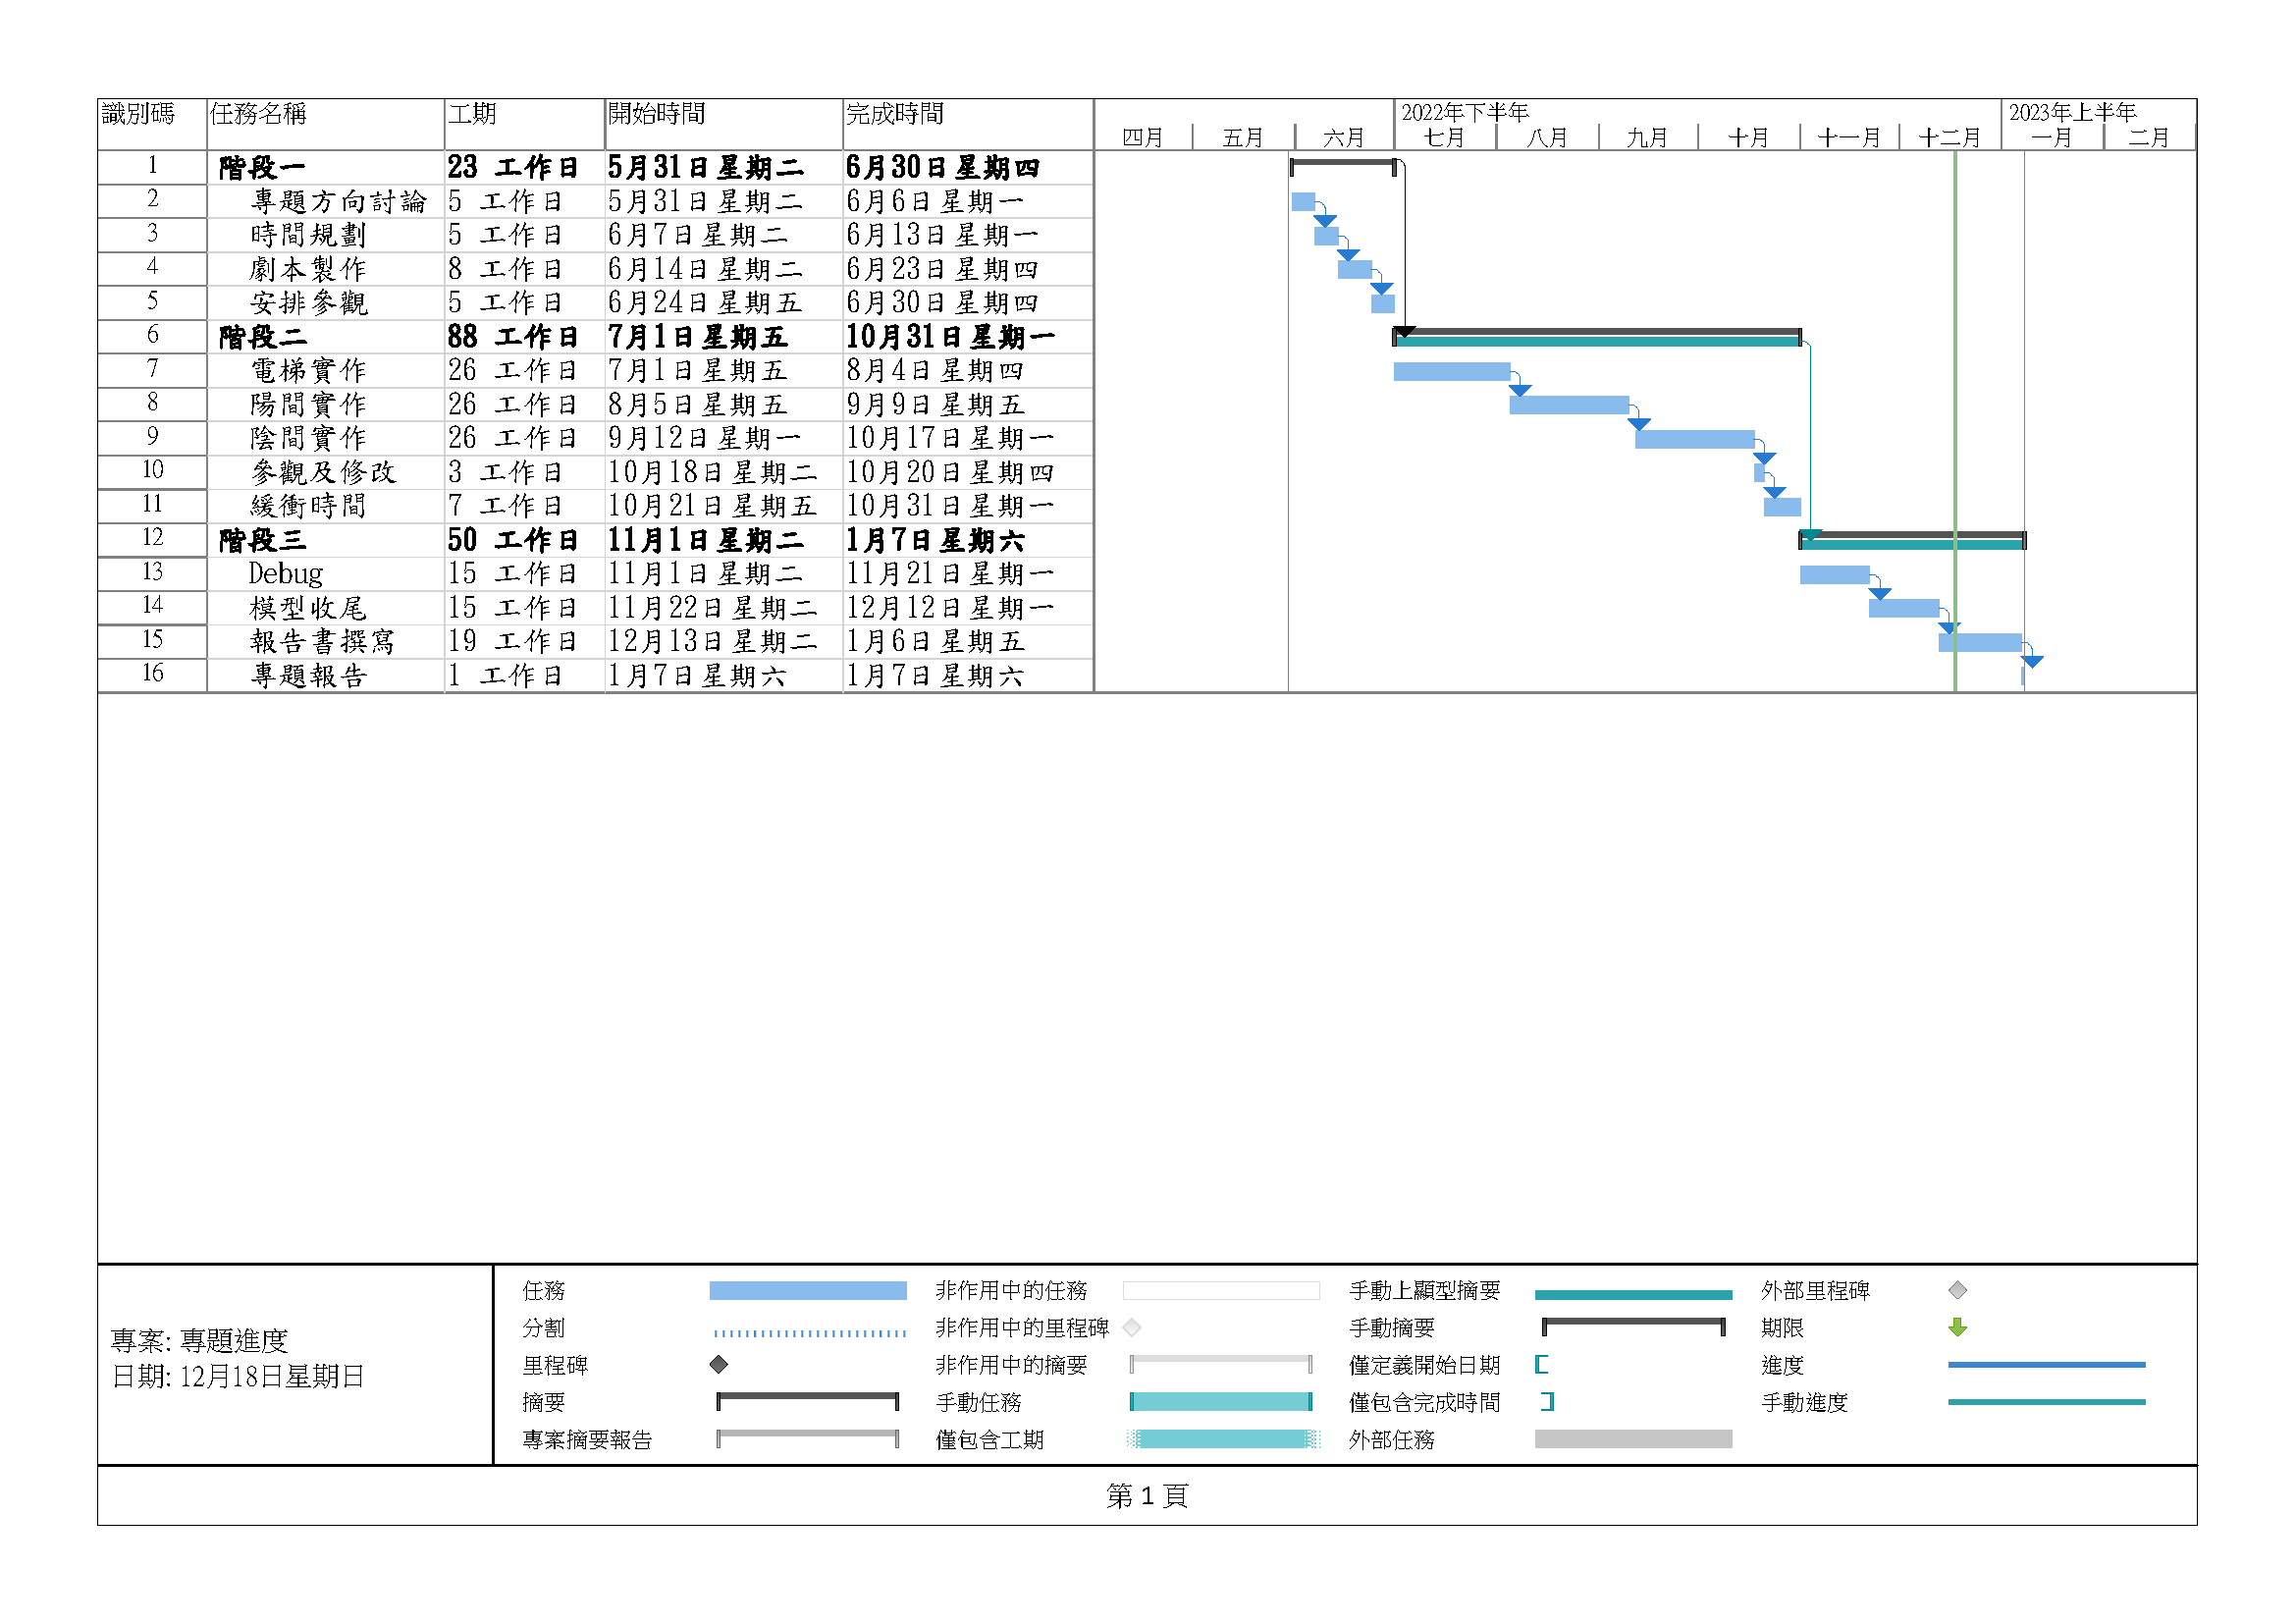 識別碼 任務名稱 工期 開始時間 完成時間 2022年下半年 2023年上半年
四月 五月 六月 七月 八月 九月 十月 十一月 十二月 一月 二月
1 階段一 23 工作日 5月31日星期二 6月30日星期四
2 專題方向討論 5 工作日 5月31日星期二 6月6日星期一
3 時間規劃 5 工作日 6月7日星期二 6月13日星期一
4 劇本製作 8 工作日 6月14日星期二 6月23日星期四
5 安排參觀 5 工作日 6月24日星期五 6月30日星期四
6 階段二 88 工作日 7月1日星期五 10月31日星期一
7 電梯實作 26 工作日 7月1日星期五 8月4日星期四
8 陽間實作 26 工作日 8月5日星期五 9月9日星期五
9 陰間實作 26 工作日 9月12日星期一 10月17日星期一
10 參觀及修改 3 工作日 10月18日星期二 10月20日星期四
11 緩衝時間 7 工作日 10月21日星期五 10月31日星期一
12 階段三 50 工作日 11月1日星期二 1月7日星期六
13 Debug 15 工作日 11月1日星期二 11月21日星期一
14 模型收尾 15 工作日 11月22日星期二 12月12日星期一
15 報告書撰寫 19 工作日 12月13日星期二 1月6日星期五
16 專題報告 1 工作日 1月7日星期六 1月7日星期六
專案: 專題進度
日期: 12月18日星期日
任務 非作用中的任務 手動上顯型摘要 外部里程碑
分割 非作用中的里程碑 手動摘要 期限
里程碑 非作用中的摘要 僅定義開始日期 進度
摘要 手動任務 僅包含完成時間 手動進度
專案摘要報告 僅包含工期 外部任務
第 1 頁